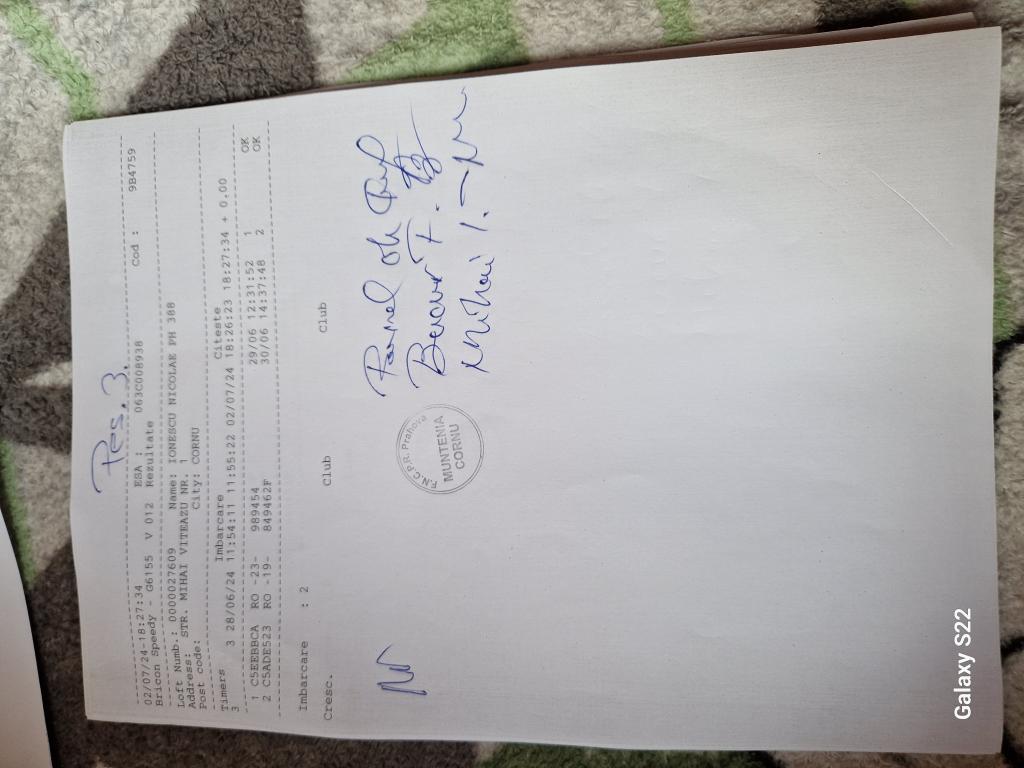 Pes. 3.
02/07/24-18:27:34 ESA : 063C008938 Cod : 9B4759
Bricon Speedy - G6155 V 012 Rezultate
Loft Numb.: 0000027609 Name: IONESCU NICOLAE PH 388
Address: STR. MIHAI VITEAZU NR. 1
Post code: City: CORNU
Timers Imbarcare Citeste
3 28/06/24 11:54:11 11:55:22 02/07/24 18:26:23 18:27:34 + 0.00
3
1 C5EEBBCA RO -23- 989454 29/06 12:31:52 1 OK
2 C5ADE523 RO -19- 849462F 30/06 14:37:48 2 OK
Imbarcare : 2
Cresc. Club Club
F.N.C.P.R. Prahova
MUNTENIA
CORNU
Mihai I.
Galaxy S22